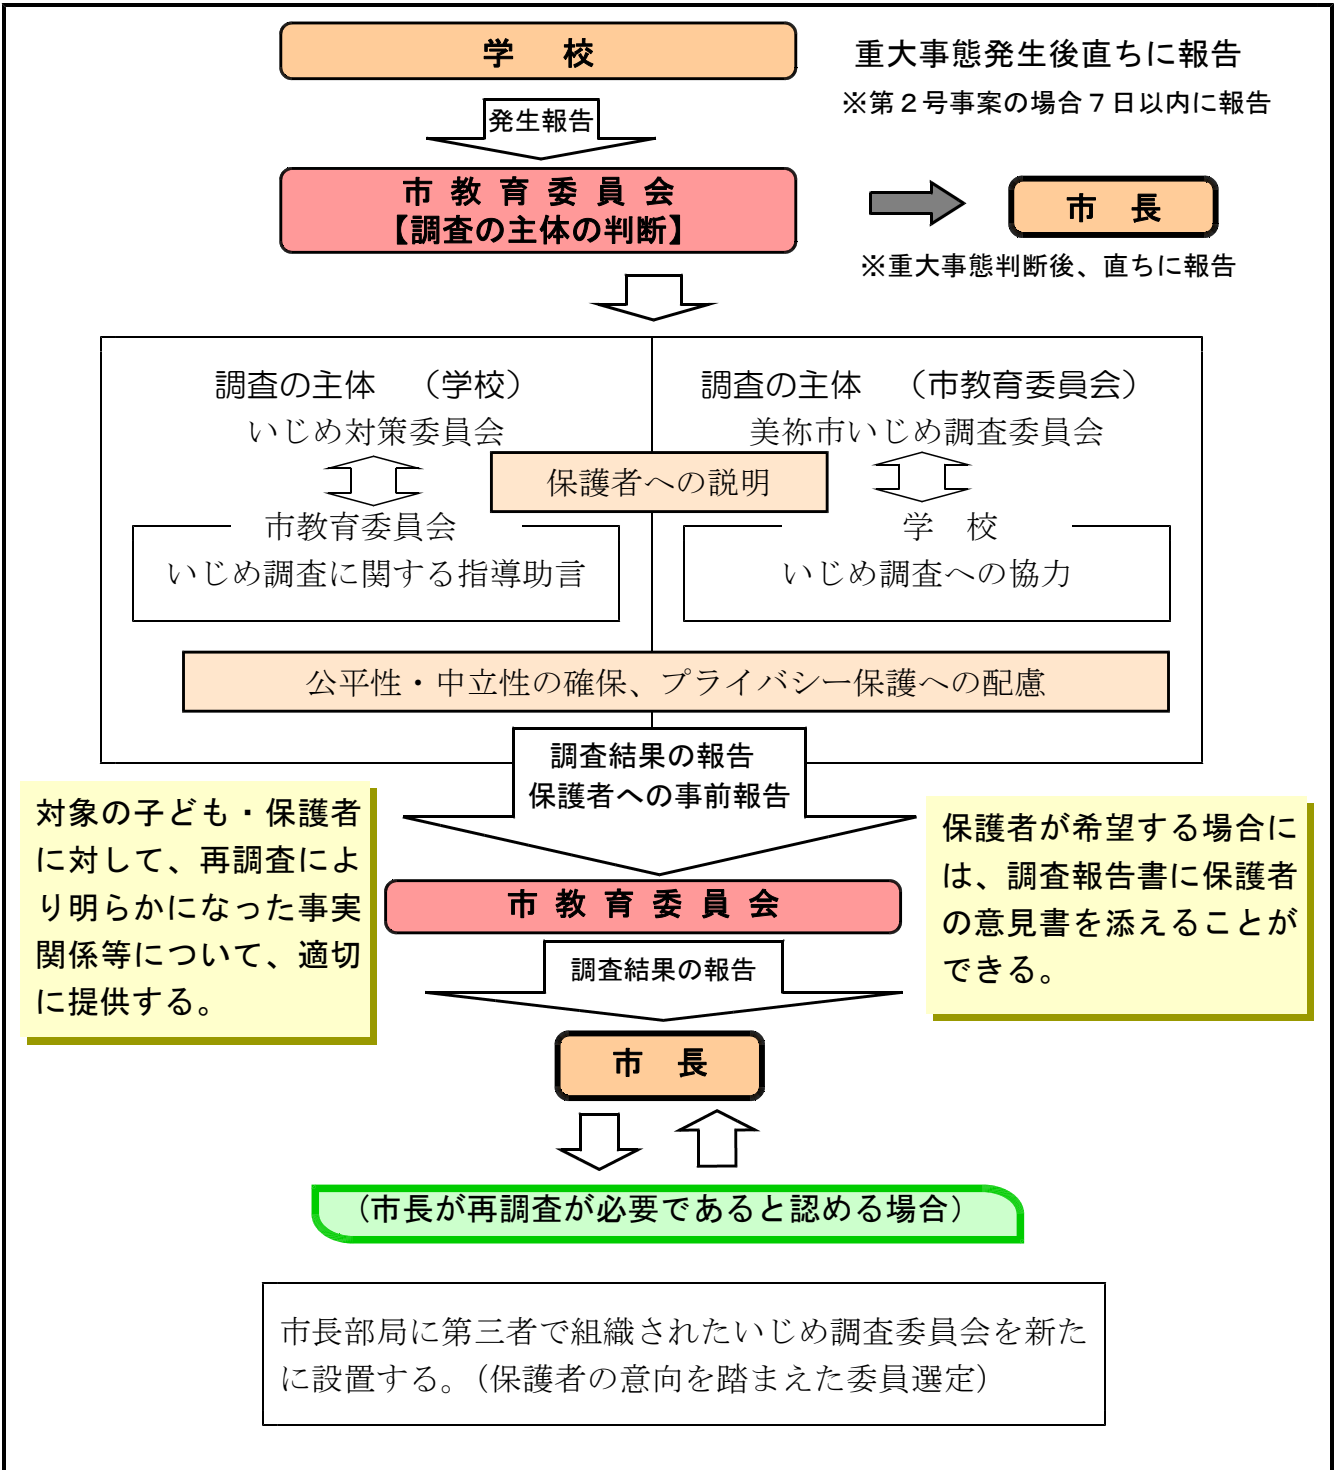 学　校
重大事態発生後直ちに報告
※第２号事案の場合７日以内に報告
発生報告
市 教 育 委 員 会
【調査の主体の判断】
市　長
※重大事態判断後、直ちに報告
調査の主体　（学校）
いじめ対策委員会
調査の主体　（市教育委員会）
美祢市いじめ調査委員会
保護者への説明
市教育委員会
いじめ調査に関する指導助言
学　校
いじめ調査への協力
公平性・中立性の確保、プライバシー保護への配慮
調査結果の報告
保護者への事前報告
対象の子ども・保護者
に対して、再調査によ
り明らかになった事実
関係等について、適切
に提供する。
保護者が希望する場合に
は、調査報告書に保護者
の意見書を添えることが
できる。
市 教 育 委 員 会
調査結果の報告
市　長
（市長が再調査が必要であると認める場合）
市長部局に第三者で組織されたいじめ調査委員会を新た
に設置する。（保護者の意向を踏まえた委員選定）